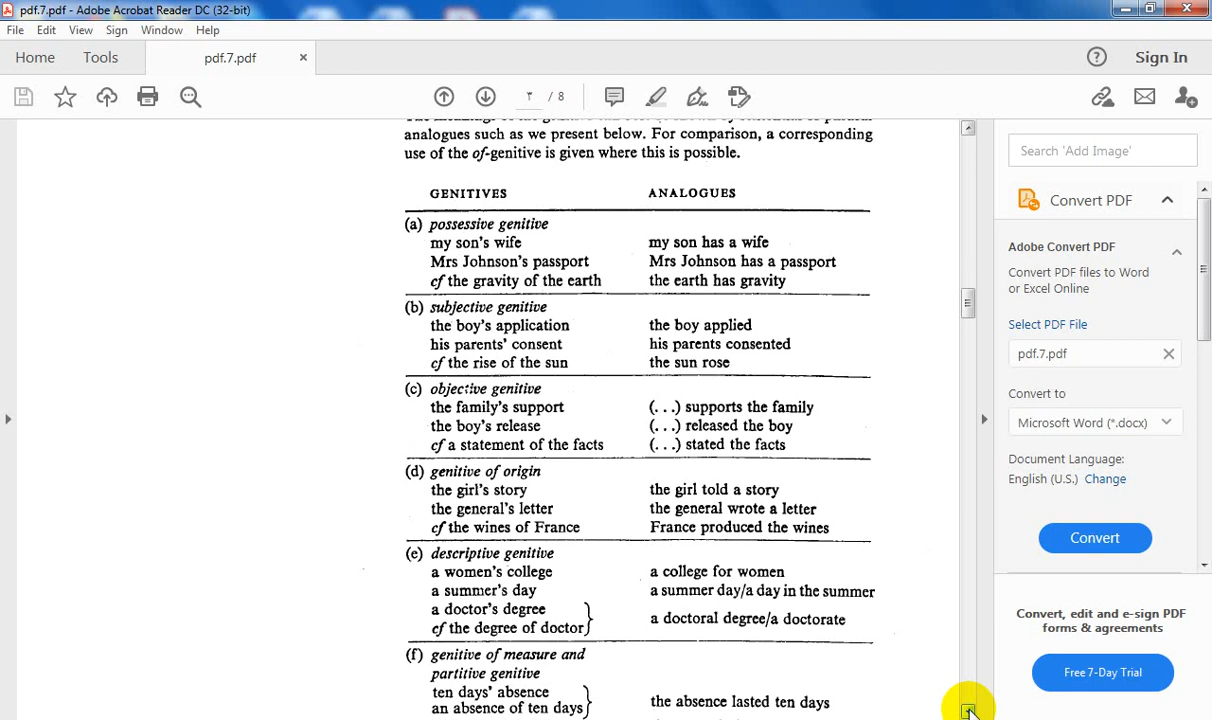 pdf.7.pdf - Adobe Acrobat Reader DC (32-bit)
File Edit View Sign Window Help
Home Tools pdf.7.pdf × Sign In
٣ / 8
analogues such as we present below. For comparison, a corresponding
use of the of-genitive is given where this is possible.
GENITIVES ANALOGUES
(a) possessive genitive
my son's wife my son has a wife
Mrs Johnson's passport Mrs Johnson has a passport
cf the gravity of the earth the earth has gravity
(b) subjective genitive
the boy's application the boy applied
his parents' consent his parents consented
cf the rise of the sun the sun rose
(c) objective genitive
the family's support (. . .) supports the family
the boy's release (. . .) released the boy
cf a statement of the facts (. . .) stated the facts
(d) genitive of origin
the girl's story the girl told a story
the general's letter the general wrote a letter
cf the wines of France France produced the wines
(e) descriptive genitive
a women's college a college for women
a summer's day a summer day/a day in the summer
a doctor's degree
cf the degree of doctor a doctoral degree/a doctorate
(f) genitive of measure and
partitive genitive
ten days' absence
an absence of ten days the absence lasted ten days
Search 'Add Image'
Convert PDF
Adobe Convert PDF
Convert PDF files to Word
or Excel Online
Select PDF File
pdf.7.pdf
Convert to
Microsoft Word (*.docx)
Document Language:
English (U.S.) Change
Convert
Convert, edit and e-sign PDF
forms & agreements
Free 7-Day Trial